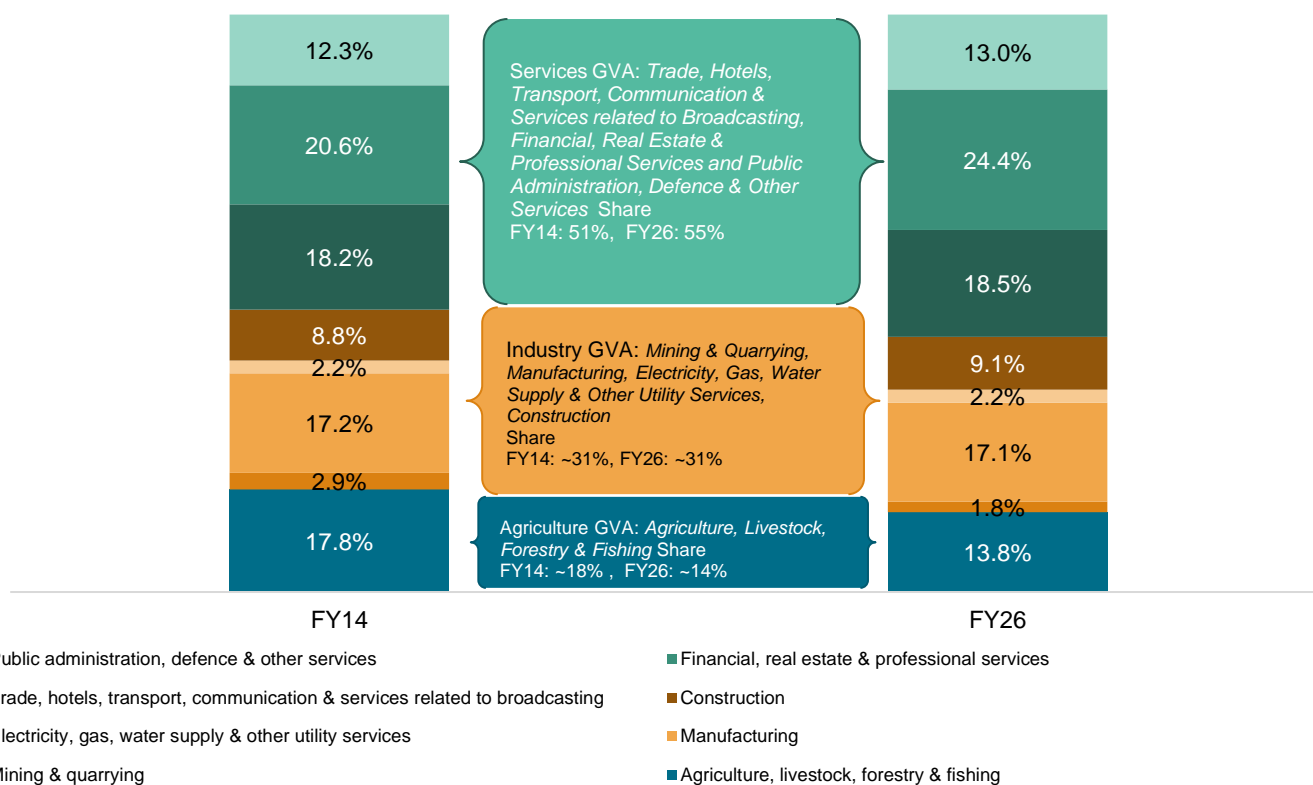 12.3%
20.6%
18.2%
8.8%
2.2%
17.2%
2.9%
17.8%
Services GVA: Trade, Hotels,
Transport, Communication &
Services related to Broadcasting,
Financial, Real Estate &
Professional Services and Public
Administration, Defence & Other
Services Share
FY14: 51%, FY26: 55%
Industry GVA: Mining & Quarrying,
Manufacturing, Electricity, Gas, Water
Supply & Other Utility Services,
Construction
Share
FY14: ~31%, FY26: ~31%
Agriculture GVA: Agriculture, Livestock,
Forestry & Fishing Share
FY14: ~18% , FY26: ~14%
13.0%
24.4%
18.5%
9.1%
2.2%
17.1%
1.8%
13.8%
FY14
FY26
ublic administration, defence & other services
Financial, real estate & professional services
rade, hotels, transport, communication & services related to broadcasting
Construction
lectricity, gas, water supply & other utility services
Manufacturing
ining & quarrying
Agriculture, livestock, forestry & fishing